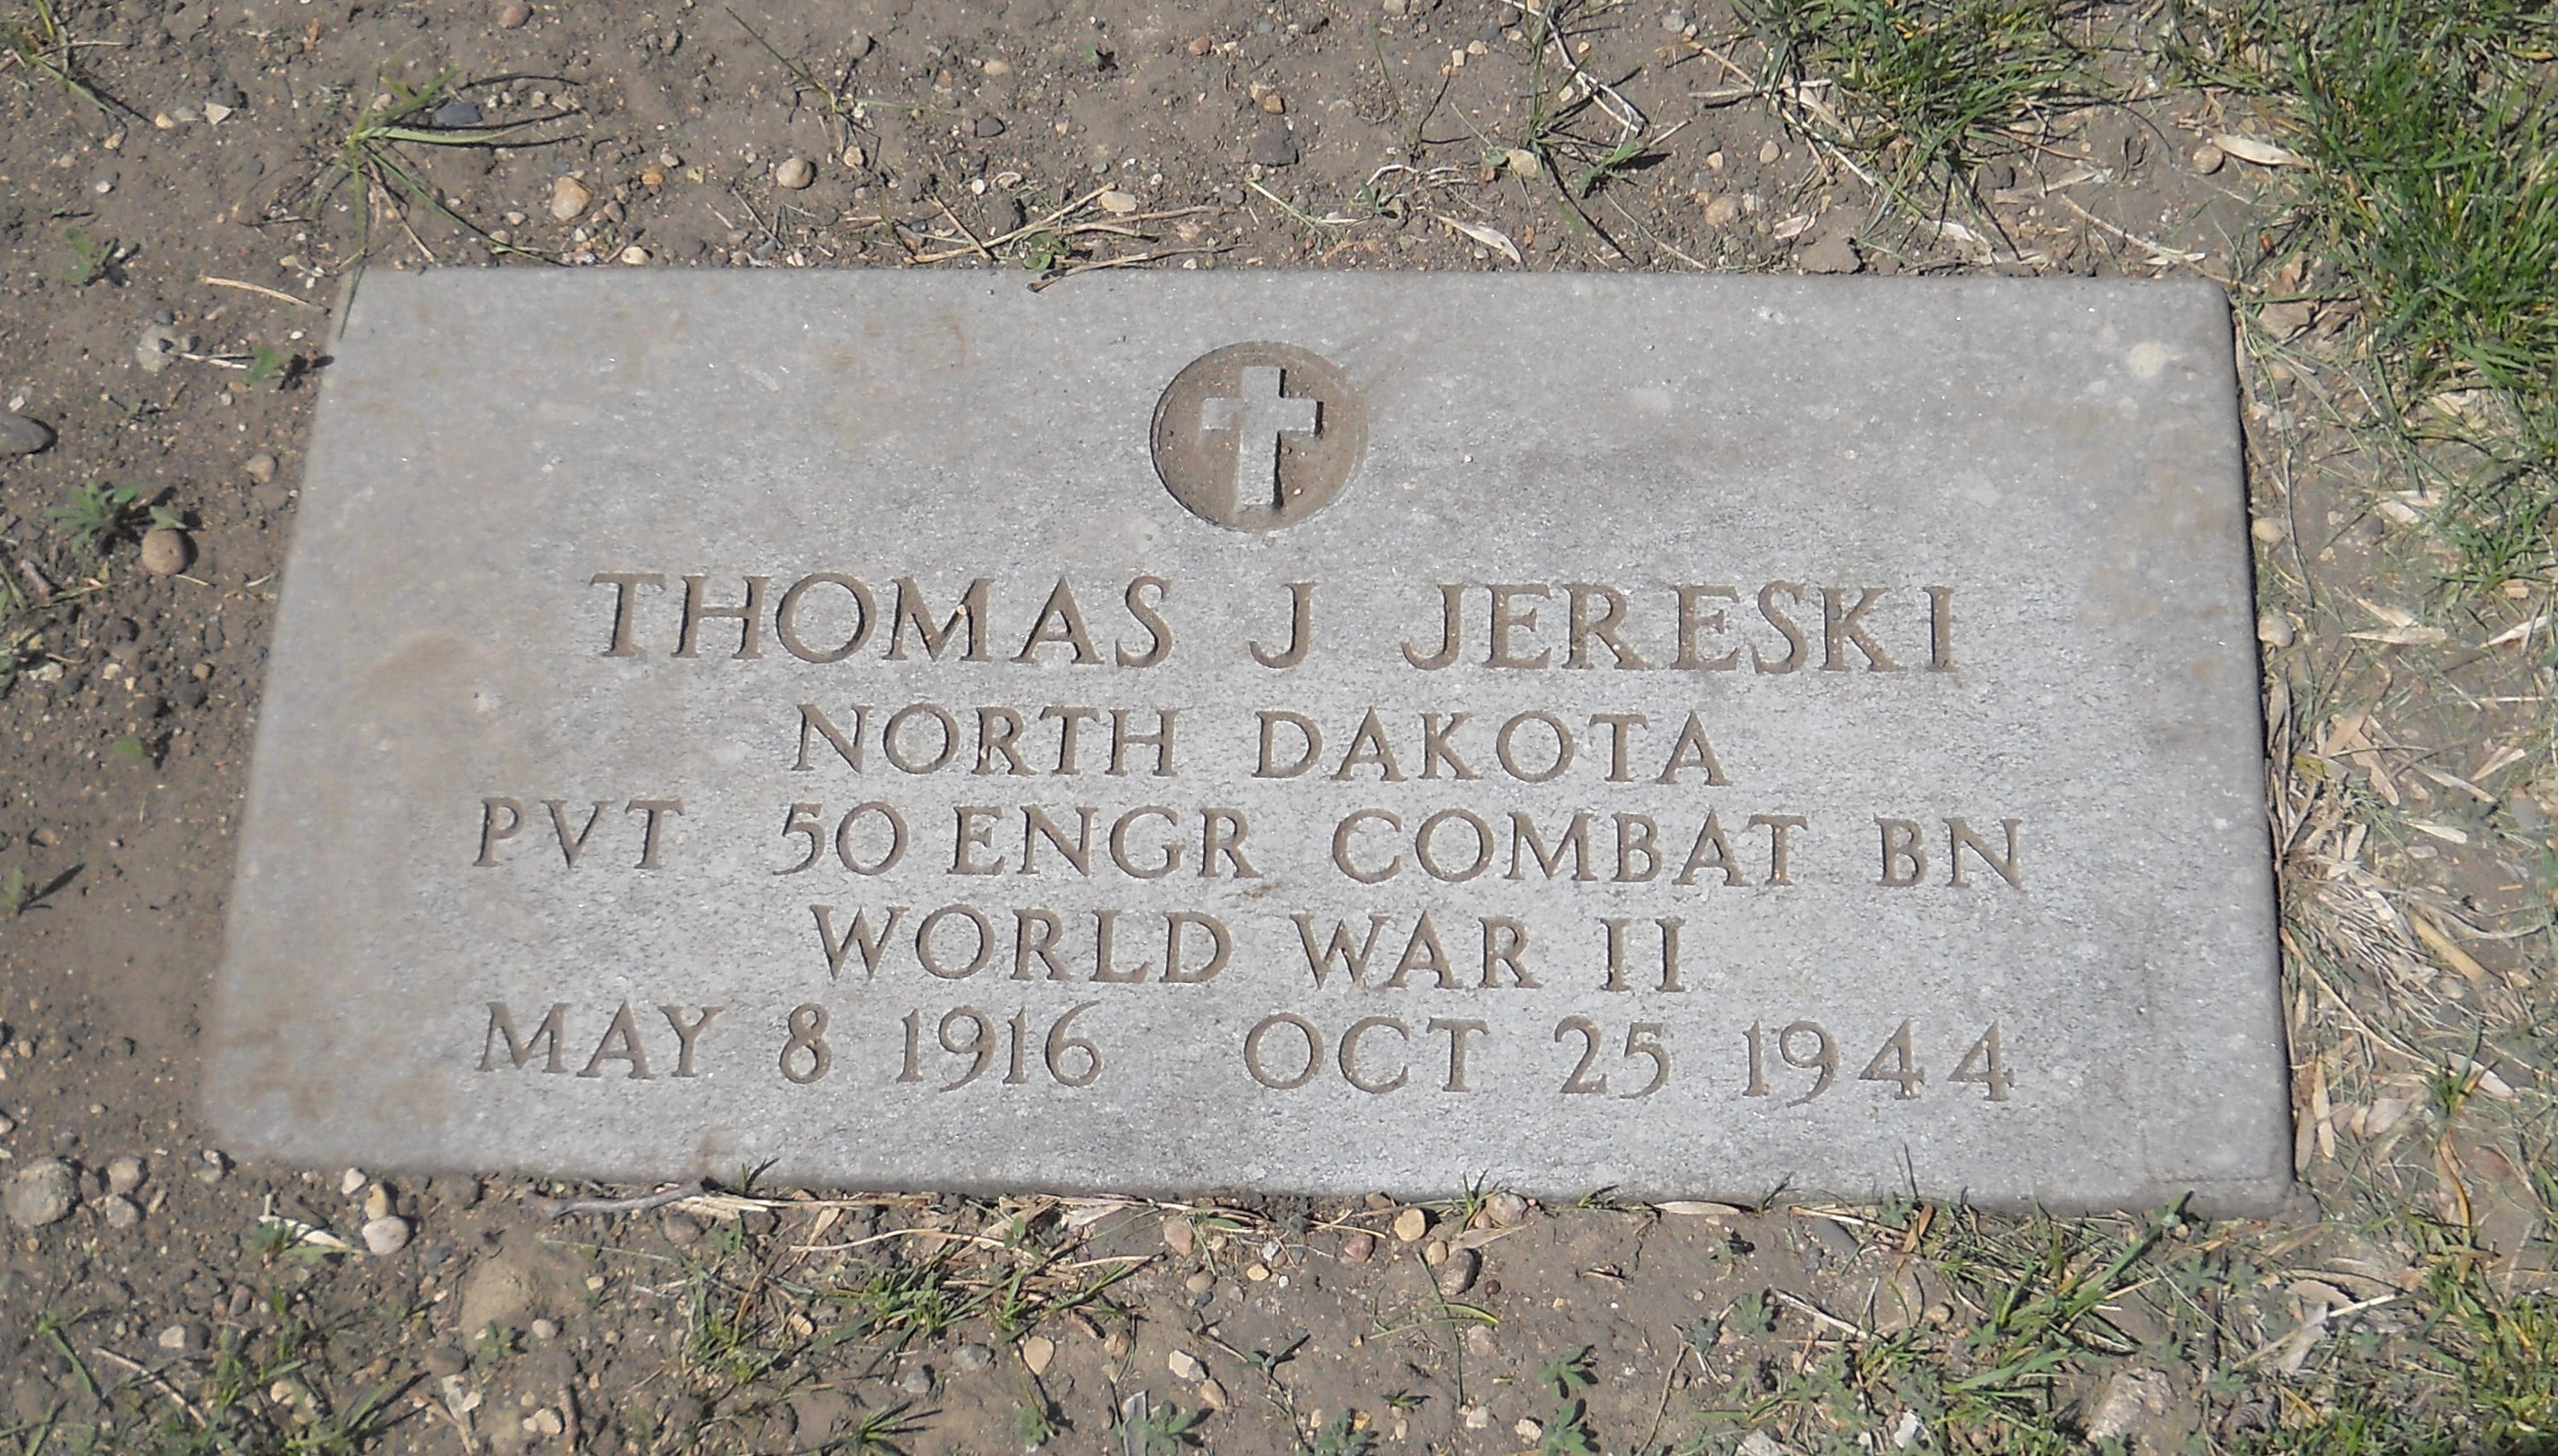 THOMAS J JERESKI
NORTH DAKOTA
PVT 50 ENGR COMBAT BN
WORLD WAR II
MAY 8 1916 OCT 25 1944